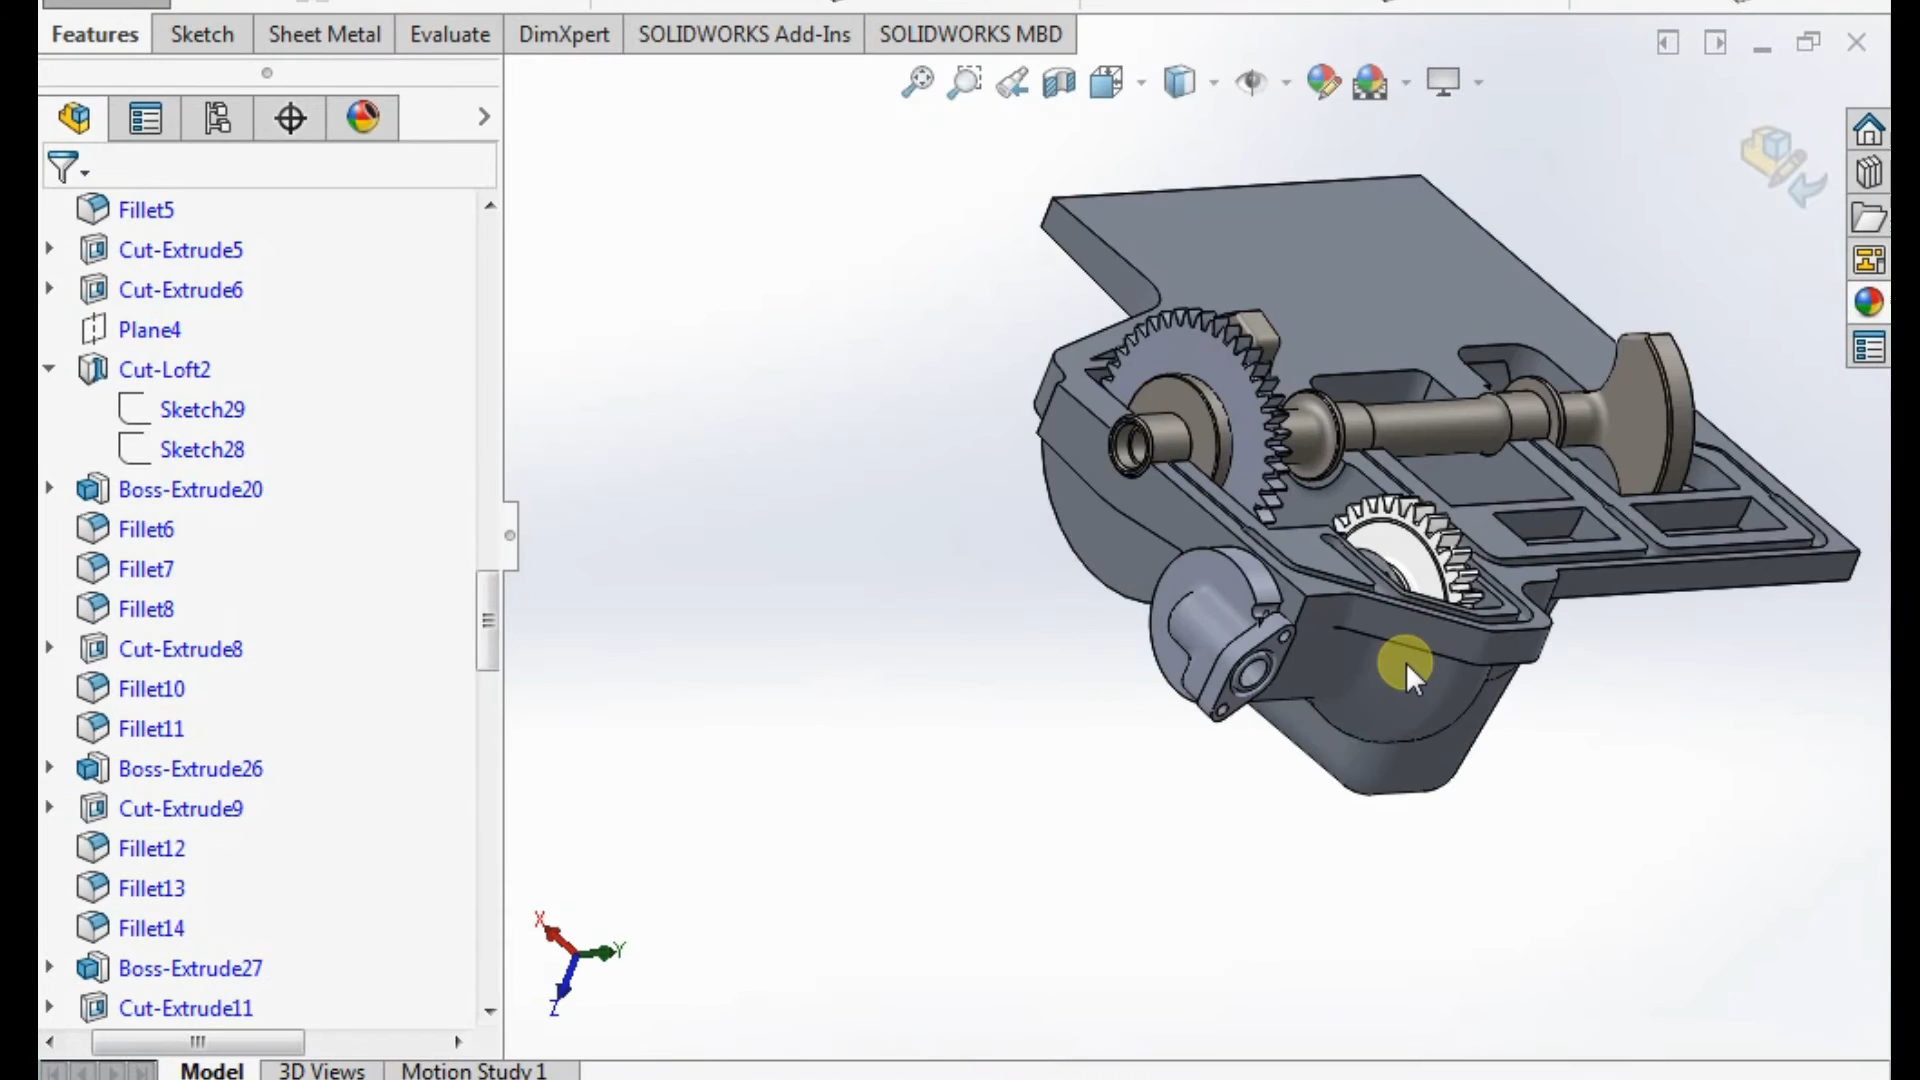 Features Sketch Sheet Metal Evaluate DimXpert SOLIDWORKS Add-Ins SOLIDWORKS MBD
Fillet5
Cut-Extrude5
Cut-Extrude6
Plane4
Cut-Loft2
Sketch29
Sketch28
Boss-Extrude20
Fillet6
Fillet7
Fillet8
Cut-Extrude8
Fillet10
Fillet11
Boss-Extrude26
Cut-Extrude9
Fillet12
Fillet13
Fillet14
Boss-Extrude27
Cut-Extrude11
X
Y
Z
Model 3D Views Motion Study 1